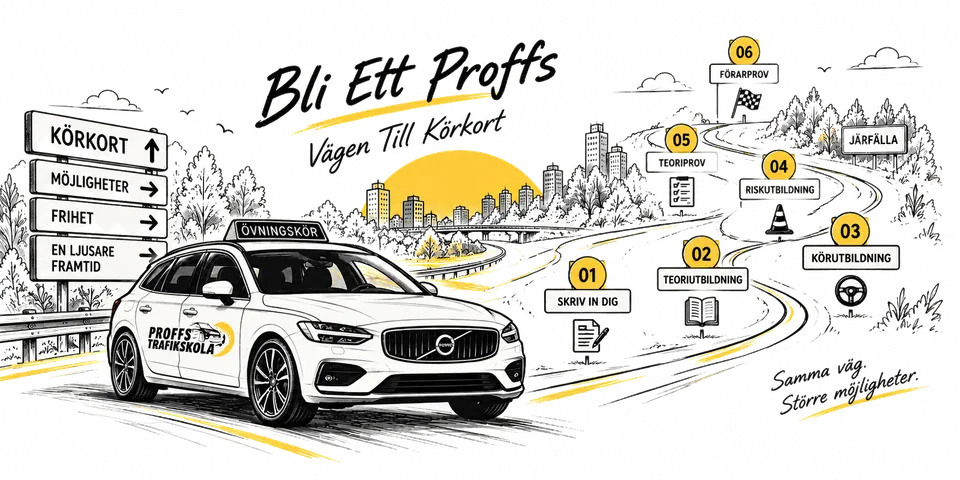 Bli Ett Proffs
Vägen Till Körkort
KÖRKORT
MÖJLIGHETER
FRIHET
EN LJUSARE
FRAMTID
ÖVNINGSKÖR
PROFFS
TRAFIKSKOLA
VOLVO
01
SKRIV IN DIG
02
TEORIUTBILDNING
03
KÖRUTBILDNING
04
RISKUTBILDNING
05
TEORIPROV
06
FÖRARPROV
JÄRFÄLLA
Samma väg.
Större möjligheter.